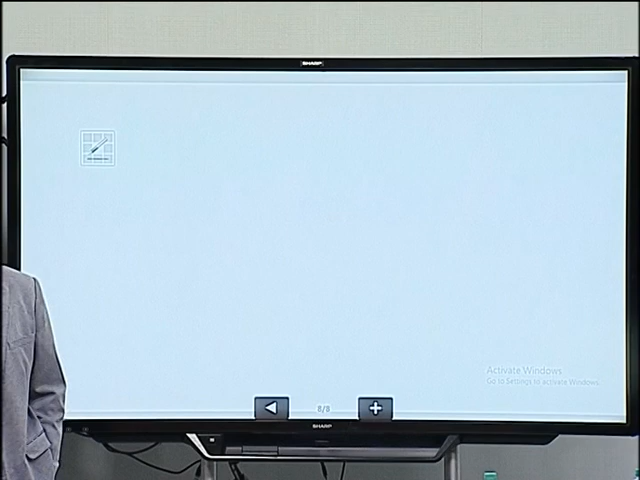 SHARP
Activate Windows
Go to Settings to activate Windows.
8/8
SHARP